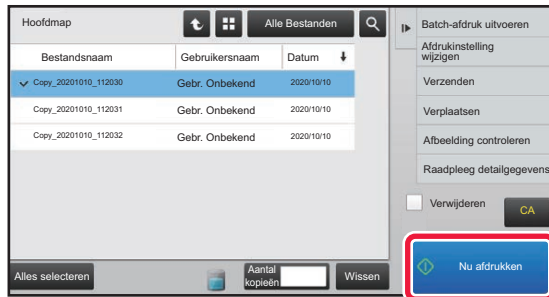 Hoofdmap
Alle Bestanden
Bestandsnaam Gebruikersnaam Datum
Copy_20201010_112030 Gebr. Onbekend 2020/10/10
Copy_20201010_112031 Gebr. Onbekend 2020/10/10
Copy_20201010_112032 Gebr. Onbekend 2020/10/10
Alles selecteren
Aantal
kopieën
Wissen
Batch-afdruk uitvoeren
Afdrukinstelling
wijzigen
Verzenden
Verplaatsen
Afbeelding controleren
Raadpleeg detailgegevens
Verwijderen
CA
Nu afdrukken